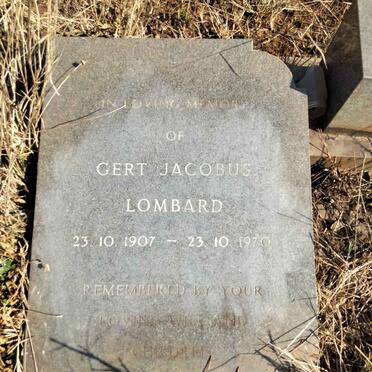 IN LOVING MEMORY
OF
GERT JACOBUS
LOMBARD
23. 10. 1907 – 23. 10. 1970
REMEMBERED BY YOUR
LOVING WIFE AND
CHILDREN